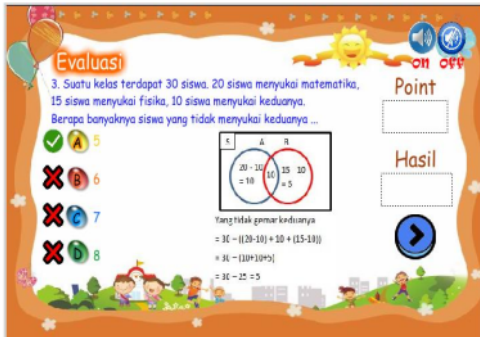 Evaluasi
ON OFF
3. Suatu kelas terdapat 30 siswa. 20 siswa menyukai matematika,
15 siswa menyukai fisika, 10 siswa menyukai keduanya.
Berapa banyaknya siswa yang tidak menyukai keduanya ...
Point
A 5
B 6
C 7
D 8
Hasil
S A B
20 - 10 10 15 10
= 10 = 5
Yang tidak gemar keduanya
= 30 - ((20-10) + 10 + (15-10))
= 30 - (10+10+5)
= 30 - 25 = 5